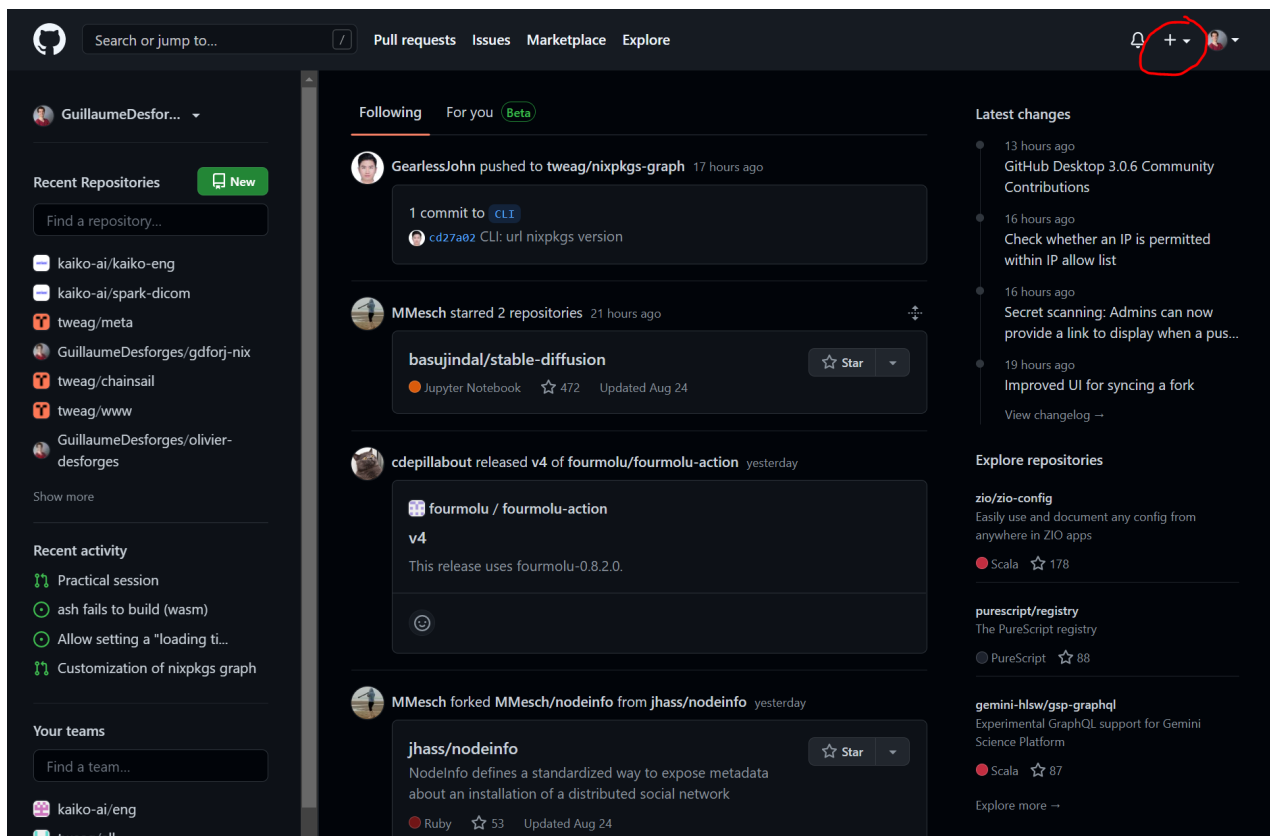 Search or jump to...
/
Pull requests
Issues
Marketplace
Explore
GuillaumeDesfor...
Recent Repositories
New
Find a repository...
kaiko-ai/kaiko-eng
kaiko-ai/spark-dicom
tweag/meta
GuillaumeDesforges/gdforj-nix
tweag/chainsail
tweag/www
GuillaumeDesforges/olivier-
desforges
Show more
Recent activity
Practical session
ash fails to build (wasm)
Allow setting a "loading ti...
Customization of nixpkgs graph
Your teams
Find a team...
kaiko-ai/eng
Following
For you Beta
GearlessJohn pushed to tweag/nixpkgs-graph 17 hours ago
1 commit to CLI
cd27a02 CLI: url nixpkgs version
MMesch starred 2 repositories 21 hours ago
basujindal/stable-diffusion
Star
Jupyter Notebook 472 Updated Aug 24
cdepillabout released v4 of fourmolu/fourmolu-action yesterday
fourmolu / fourmolu-action
v4
This release uses fourmolu-0.8.2.0.
MMesch forked MMesch/nodeinfo from jhass/nodeinfo yesterday
jhass/nodeinfo
Star
NodeInfo defines a standardized way to expose metadata
about an installation of a distributed social network
Ruby 53 Updated Aug 24
Latest changes
13 hours ago
GitHub Desktop 3.0.6 Community
Contributions
16 hours ago
Check whether an IP is permitted
within IP allow list
16 hours ago
Secret scanning: Admins can now
provide a link to display when a pus...
19 hours ago
Improved UI for syncing a fork
View changelog →
Explore repositories
zio/zio-config
Easily use and document any config from
anywhere in ZIO apps
Scala 178
purescript/registry
The PureScript registry
PureScript 88
gemini-hlsw/gsp-graphql
Experimental GraphQL support for Gemini
Science Platform
Scala 87
Explore more →